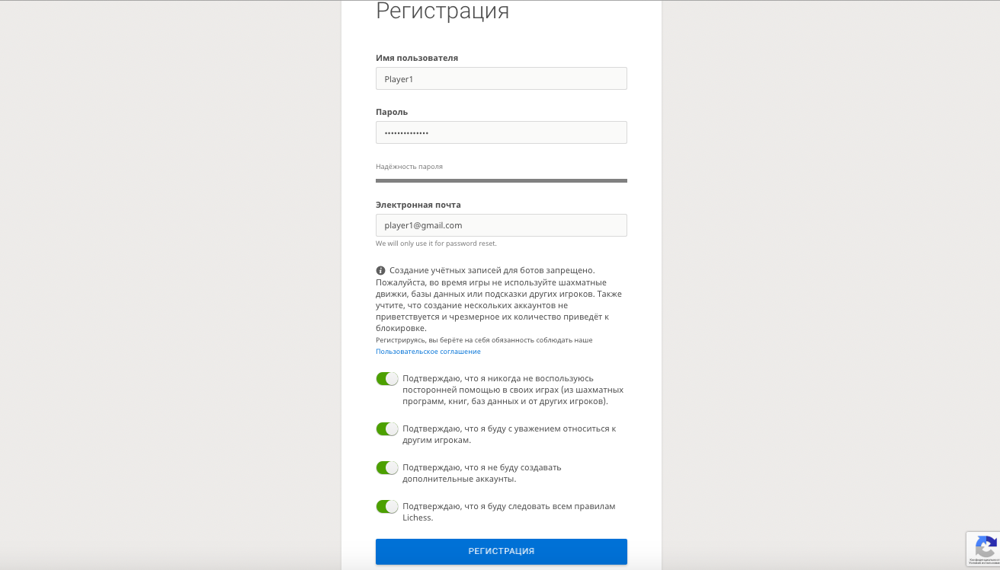 Регистрация
Имя пользователя
Player1
Пароль
••••••••••••••
Надёжность пароля
Электронная почта
player1@gmail.com
We will only use it for password reset.
Создание учётных записей для ботов запрещено.
Пожалуйста, во время игры не используйте шахматные
движки, базы данных или подсказки других игроков. Также
учтите, что создание нескольких аккаунтов не
приветствуется и чрезмерное их количество приведёт к
блокировке.
Регистрируясь, вы берёте на себя обязанность соблюдать наше
Пользовательское соглашение
Подтверждаю, что я никогда не воспользуюсь
посторонней помощью в своих играх (из шахматных
программ, книг, баз данных и от других игроков).
Подтверждаю, что я буду с уважением относиться к
другим игрокам.
Подтверждаю, что я не буду создавать
дополнительные аккаунты.
Подтверждаю, что я буду следовать всем правилам
Lichess.
РЕГИСТРАЦИЯ